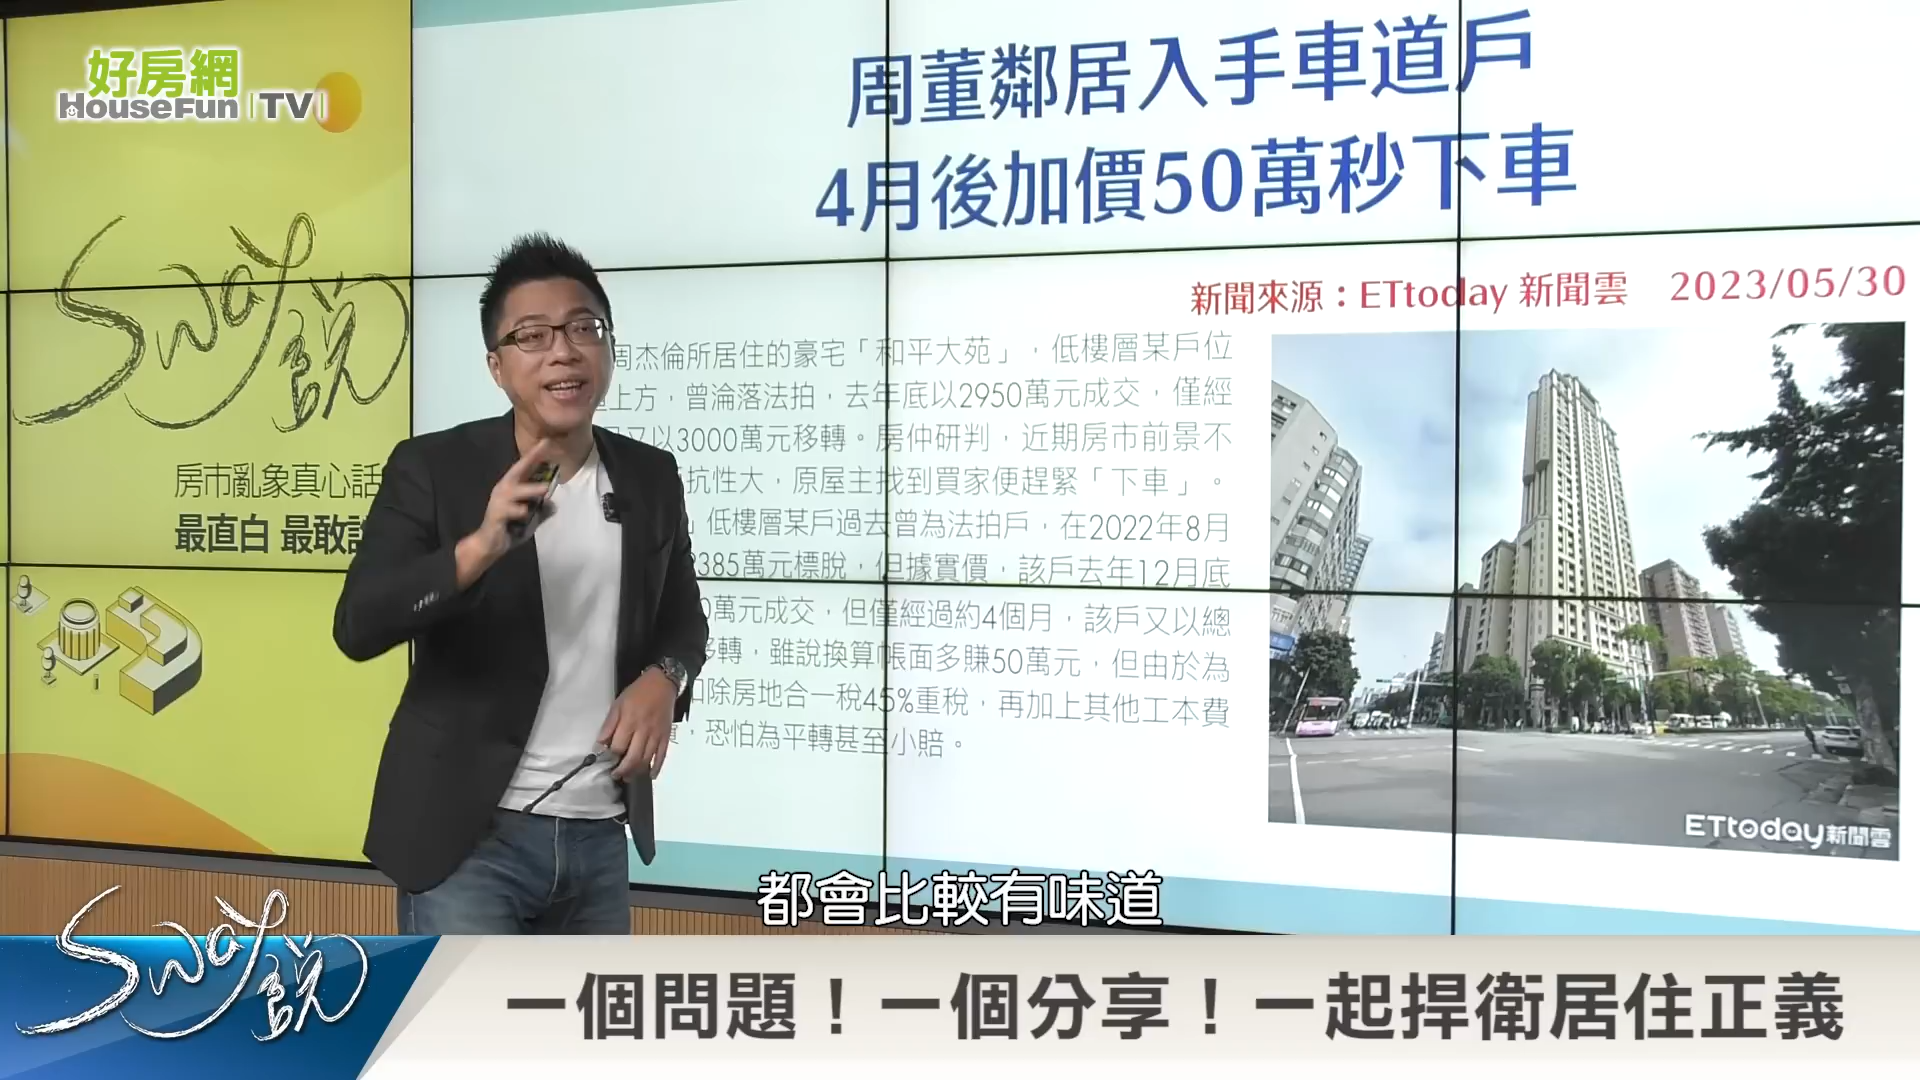 好房網
HouseFun TV
周董鄰居入手車道戶
4月後加價50萬秒下車
新聞來源：ETtoday 新聞雲 2023/05/30
Sway說
房市亂象真心話
最直白 最敢說
周杰倫所居住的豪宅「和平大苑」，低樓層某戶位
上方，曾淪落法拍，去年底以2950萬元成交，僅經
又以3000萬元移轉。房仲研判，近期房市前景不
抗性大，原屋主找到買家便趕緊「下車」。
」低樓層某戶過去曾為法拍戶，在2022年8月
385萬元標脫，但據實價，該戶去年12月底
0萬元成交，但僅經過約4個月，該戶又以總
移轉，雖說換算帳面多賺50萬元，但由於為
扣除房地合一稅45%重稅，再加上其他工本費
，恐怕為平轉甚至小賠。
ETtoday新聞雲
都會比較有味道
Sway說
一個問題！一個分享！一起捍衛居住正義